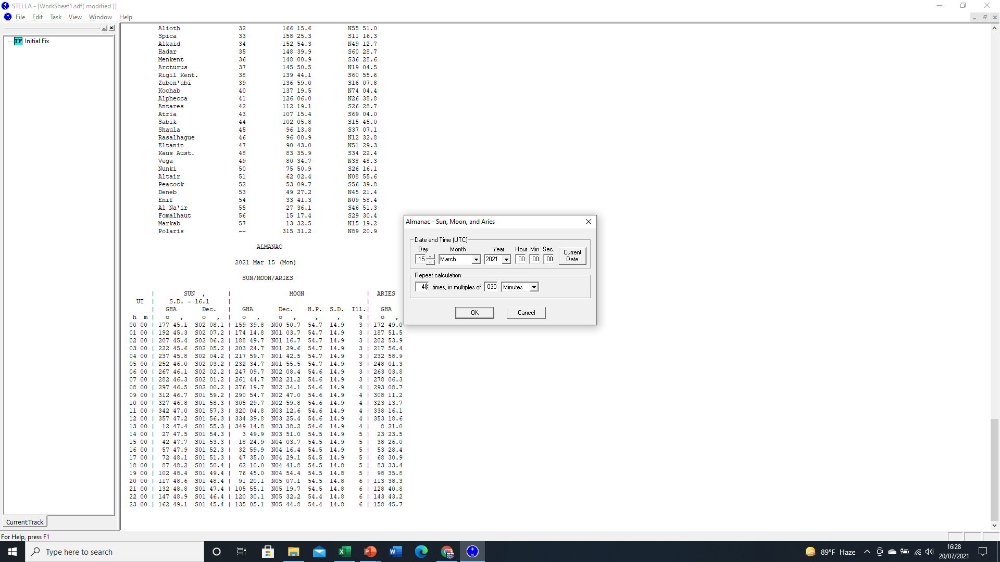 STELLA - [WorkSheet1.sdf( modified )]
File Edit Task View Window Help
IF Initial Fix
Alioth 32 166 15.6 N55 51.0
Spica 33 158 25.3 S11 16.3
Alkaid 34 152 54.3 N49 12.7
Hadar 35 148 39.9 S60 28.7
Menkent 36 148 00.9 S36 28.6
Arcturus 37 145 50.5 N19 04.5
Rigil Kent. 38 139 44.1 S60 55.6
Zuben'ubi 39 136 59.0 S16 07.8
Kochab 40 137 19.5 N74 04.4
Alphecca 41 126 06.0 N26 38.8
Antares 42 112 19.1 S26 28.7
Atria 43 107 15.4 S69 04.0
Sabik 44 102 05.8 S15 45.0
Shaula 45 96 13.8 S37 07.1
Rasalhague 46 96 00.9 N12 32.8
Eltanin 47 90 43.0 N51 29.3
Kaus Aust. 48 83 35.9 S34 22.4
Vega 49 80 34.7 N38 48.3
Nunki 50 75 50.9 S26 16.1
Altair 51 62 02.4 N08 55.6
Peacock 52 53 09.7 S56 39.8
Deneb 53 49 27.2 N45 21.4
Enif 54 33 41.3 N09 58.4
Al Na'ir 55 27 36.1 S46 51.3
Fomalhaut 56 15 17.4 S29 30.4
Markab 57 13 32.5 N15 19.2
Polaris -- 315 31.2 N89 20.9
ALMANAC
2021 Mar 15 (Mon)
SUN/MOON/ARIES
| SUN , | MOON | ARIES
UT | S.D. = 16.1 | |
| GHA Dec. | GHA Dec. H.P. S.D. Ill.| GHA
h m | o , o , | o , o , , , % | o ,
00 00 | 177 45.1 S02 08.1 | 159 39.8 N00 50.7 54.7 14.9 3 | 172 49.0
01 00 | 192 45.3 S02 07.2 | 174 14.8 N01 03.7 54.7 14.9 3 | 187 51.5
02 00 | 207 45.4 S02 06.2 | 188 49.7 N01 16.7 54.7 14.9 3 | 202 53.9
03 00 | 222 45.6 S02 05.2 | 203 24.7 N01 29.6 54.7 14.9 3 | 217 56.4
04 00 | 237 45.8 S02 04.2 | 217 59.7 N01 42.5 54.7 14.9 3 | 232 58.9
05 00 | 252 46.0 S02 03.2 | 232 34.7 N01 55.5 54.7 14.9 3 | 248 01.3
06 00 | 267 46.1 S02 02.2 | 247 09.7 N02 08.4 54.6 14.9 3 | 263 03.8
07 00 | 282 46.3 S02 01.2 | 261 44.7 N02 21.2 54.6 14.9 3 | 278 06.3
08 00 | 297 46.5 S02 00.2 | 276 19.7 N02 34.1 54.6 14.9 4 | 293 08.7
09 00 | 312 46.7 S01 59.2 | 290 54.7 N02 47.0 54.6 14.9 4 | 308 11.2
10 00 | 327 46.8 S01 58.3 | 305 29.7 N02 59.8 54.6 14.9 4 | 323 13.7
11 00 | 342 47.0 S01 57.3 | 320 04.8 N03 12.6 54.6 14.9 4 | 338 16.1
12 00 | 357 47.2 S01 56.3 | 334 39.8 N03 25.4 54.6 14.9 4 | 353 18.6
13 00 | 12 47.4 S01 55.3 | 349 14.8 N03 38.2 54.6 14.9 4 | 8 21.0
14 00 | 27 47.5 S01 54.3 | 3 49.9 N03 51.0 54.5 14.9 5 | 23 23.5
15 00 | 42 47.7 S01 53.3 | 18 24.9 N04 03.7 54.5 14.9 5 | 38 26.0
16 00 | 57 47.9 S01 52.3 | 32 59.9 N04 16.4 54.5 14.9 5 | 53 28.4
17 00 | 72 48.1 S01 51.3 | 47 35.0 N04 29.1 54.5 14.9 5 | 68 30.9
18 00 | 87 48.2 S01 50.4 | 62 10.0 N04 41.8 54.5 14.8 5 | 83 33.4
19 00 | 102 48.4 S01 49.4 | 76 45.0 N04 54.4 54.5 14.8 5 | 98 35.8
20 00 | 117 48.6 S01 48.4 | 91 20.1 N05 07.1 54.5 14.8 6 | 113 38.3
21 00 | 132 48.8 S01 47.4 | 105 55.1 N05 19.7 54.5 14.8 6 | 128 40.8
22 00 | 147 48.9 S01 46.4 | 120 30.1 N05 32.2 54.4 14.8 6 | 143 43.2
23 00 | 162 49.1 S01 45.4 | 135 05.1 N05 44.8 54.4 14.8 6 | 158 45.7
Almanac - Sun, Moon, and Aries
Date and Time (UTC)
Day Month Year Hour Min. Sec.
15 March 2021 00 00 00 Current Date
Repeat calculation
48 times, in multiples of 030 Minutes
OK Cancel
CurrentTrack
For Help, press F1
Type here to search
89°F Haze
16:28
20/07/2021